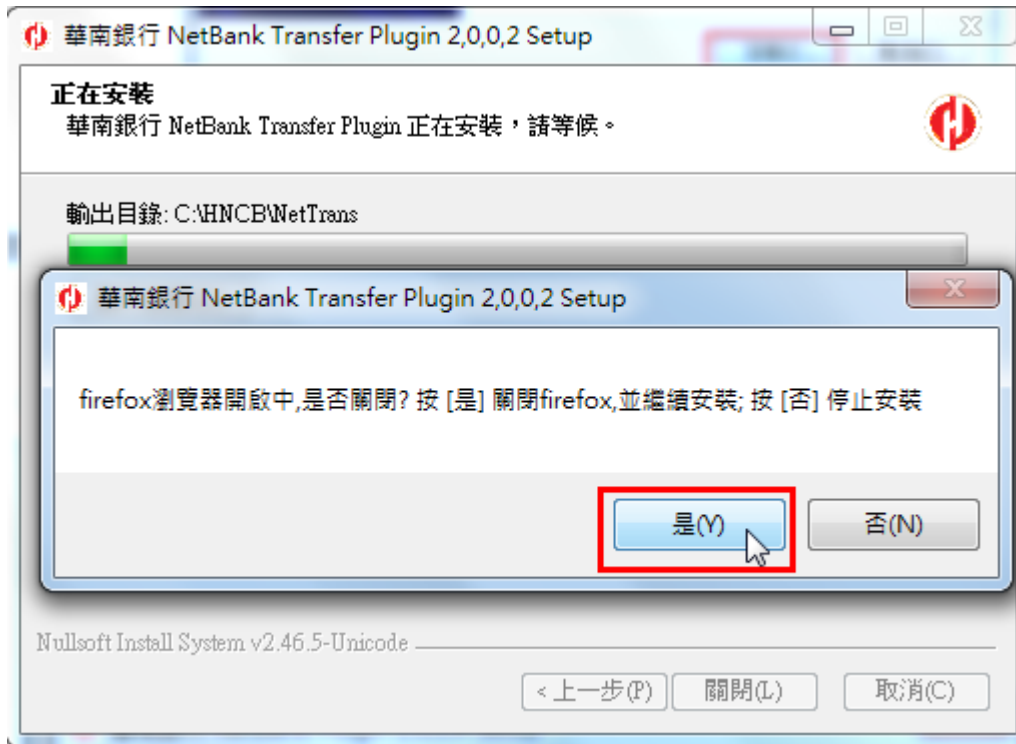 華南銀行 NetBank Transfer Plugin 2,0,0,2 Setup
正在安裝
華南銀行 NetBank Transfer Plugin 正在安裝，請等候。
輸出目錄: C:\HNCB\NetTrans
華南銀行 NetBank Transfer Plugin 2,0,0,2 Setup
firefox瀏覽器開啟中,是否關閉? 按 [是] 關閉firefox,並繼續安裝; 按 [否] 停止安裝
是(Y) 否(N)
Nullsoft Install System v2.46.5-Unicode
<上一步(P) 關閉(L) 取消(C)